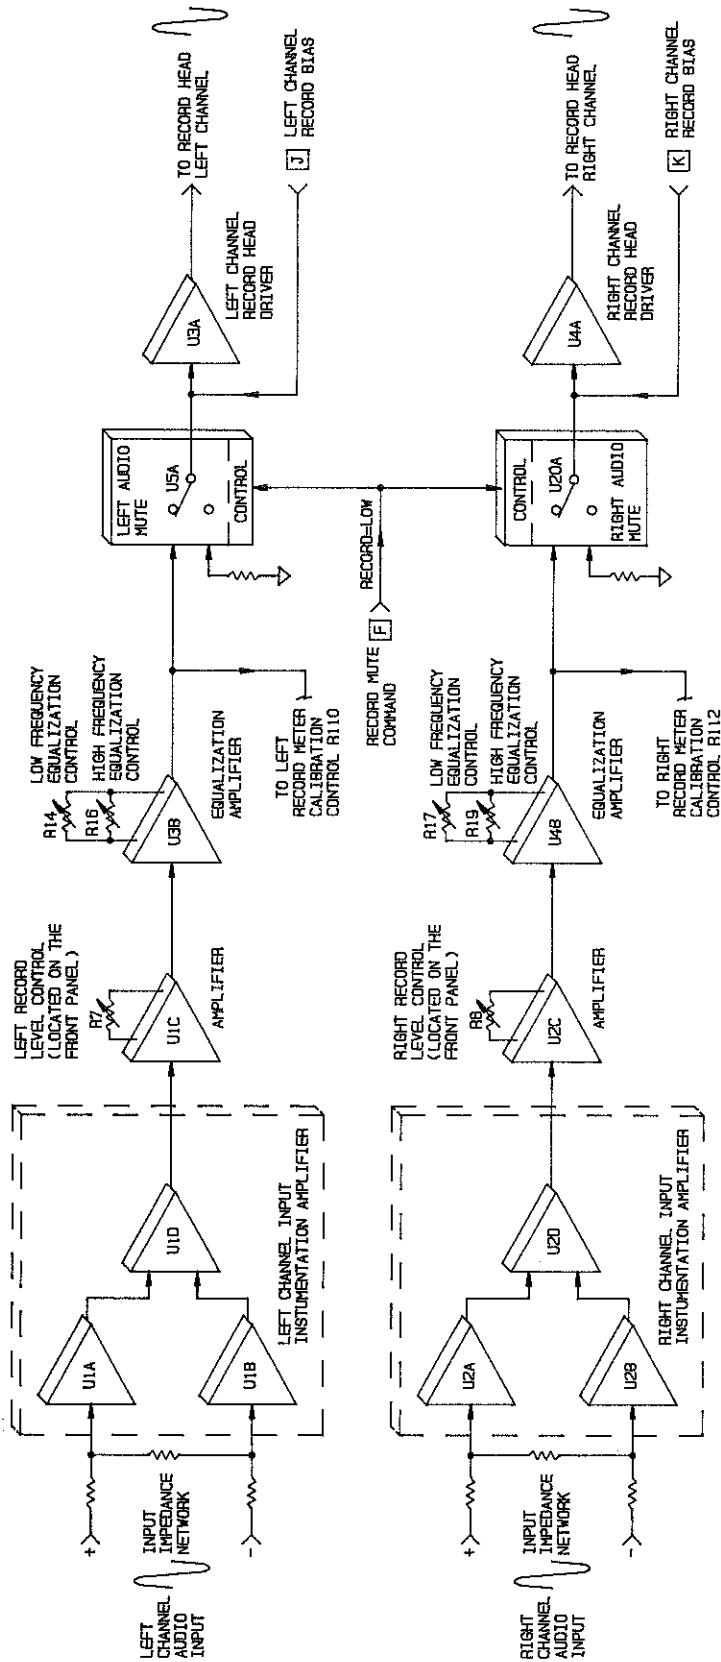 LEFT
CHANNEL
AUDIO
INPUT
+
-
INPUT
IMPEDANCE
NETWORK
U1A
U1B
U1D
LEFT CHANNEL INPUT
INSTUMENTATION AMPLIFIER
LEFT RECORD
LEVEL CONTROL
(LOCATED ON THE
FRONT PANEL)
R7
U1C
AMPLIFIER
LOW FREQUENCY
EQUALIZATION
CONTROL
HIGH FREQUENCY
EQUALIZATION
CONTROL
R14
R16
U3B
EQUALIZATION
AMPLIFIER
TO LEFT
RECORD METER
CALIBRATION
CONTROL R110
LEFT AUDIO
MUTE
U5A
CONTROL
U3A
LEFT CHANNEL
RECORD HEAD
DRIVER
TO RECORD HEAD
LEFT CHANNEL
J LEFT CHANNEL
RECORD BIAS
RECORD MUTE F
COMMAND
RECORD=LOW
RIGHT
CHANNEL
AUDIO
INPUT
+
-
INPUT
IMPEDANCE
NETWORK
U2A
U2B
U2D
RIGHT CHANNEL INPUT
INSTUMENTATION AMPLIFIER
RIGHT RECORD
LEVEL CONTROL
(LOCATED ON THE
FRONT PANEL)
R8
U2C
AMPLIFIER
LOW FREQUENCY
EQUALIZATION
CONTROL
HIGH FREQUENCY
EQUALIZATION
CONTROL
R17
R19
U4B
EQUALIZATION
AMPLIFIER
TO RIGHT
RECORD METER
CALIBRATION
CONTROL R112
CONTROL
U20A
RIGHT AUDIO
MUTE
U4A
RIGHT CHANNEL
RECORD HEAD
DRIVER
TO RECORD HEAD
RIGHT CHANNEL
K RIGHT CHANNEL
RECORD BIAS